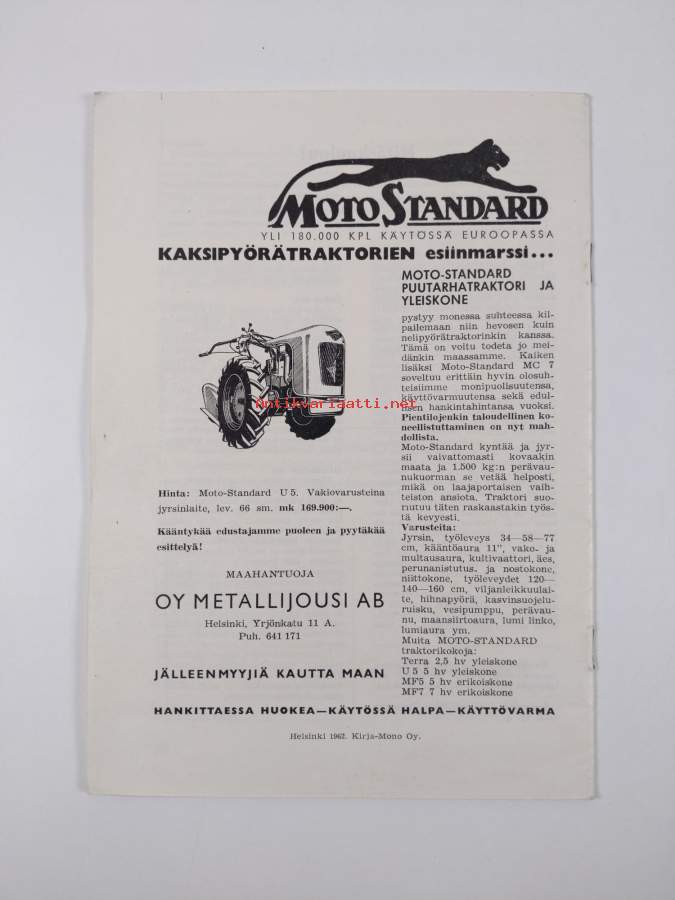 MOTO STANDARD
YLI 180.000 KPL KÄYTÖSSÄ EUROOPASSA
KAKSIPYÖRÄTRAKTORIEN esiinmarssi...
MOTO-STANDARD
PUUTARHATRAKTORI JA
YLEISKONE
pystyy monessa suhteessa kil-
pailemaan niin hevosen kuin
nelipyörätraktorinkin kanssa.
Tämä on voitu todeta jo mei-
dänkin maassamme. Kaiken
lisäksi Moto-Standard MC 7
soveltuu erittäin hyvin olosuh-
teisiimme monipuolisuutensa,
käyttövarmuutensa sekä edul-
lisen hankintahintansa vuoksi.
Pientilojenkin taloudellinen ko-
neellistuttaminen on nyt mah-
dollista.
Moto-Standard kyntää ja jyr-
sii vaivattomasti kovaakin
maata ja 1.500 kg:n perävau-
nukuorman se vetää helposti,
mikä on laajaportaisen vaih-
teiston ansiota. Traktori suo-
riutuu täten raskaastakin työs-
tä kevyesti.
Varusteita:
Jyrsin, työleveys 34—58—77
cm, kääntöaura 11", vako- ja
multausaura, kultivaattori, äes,
perunanistutus- ja nostokone,
niittokone, työleveydet 120—
140—160 cm, viljanleikkuulai-
te, hihnapyörä, kasvinsuojelu-
ruisku, vesipumppu, perävau-
nu, maansiirtoaura, lumi linko,
lumiaura ym.
Muita MOTO-STANDARD
traktorikokoja:
Terra 2,5 hv yleiskone
U 5 5 hv yleiskone
MF5 5 hv erikoiskone
MF7 7 hv erikoiskone
antikvariaatti.net
Hinta: Moto-Standard U 5. Vakiovarusteina
jyrsinlaite, lev. 66 sm. mk 169.900:—.
Kääntykää edustajamme puoleen ja pyytäkää
esittelyä!
MAAHANTUOJA
OY METALLIJOUSI AB
Helsinki, Yrjönkatu 11 A.
Puh. 641 171
JÄLLEENMYYJIÄ KAUTTA MAAN
HANKITTAESSA HUOKEA—KÄYTÖSSÄ HALPA—KÄYTTÖVARMA
Helsinki 1962. Kirja-Mono Oy.